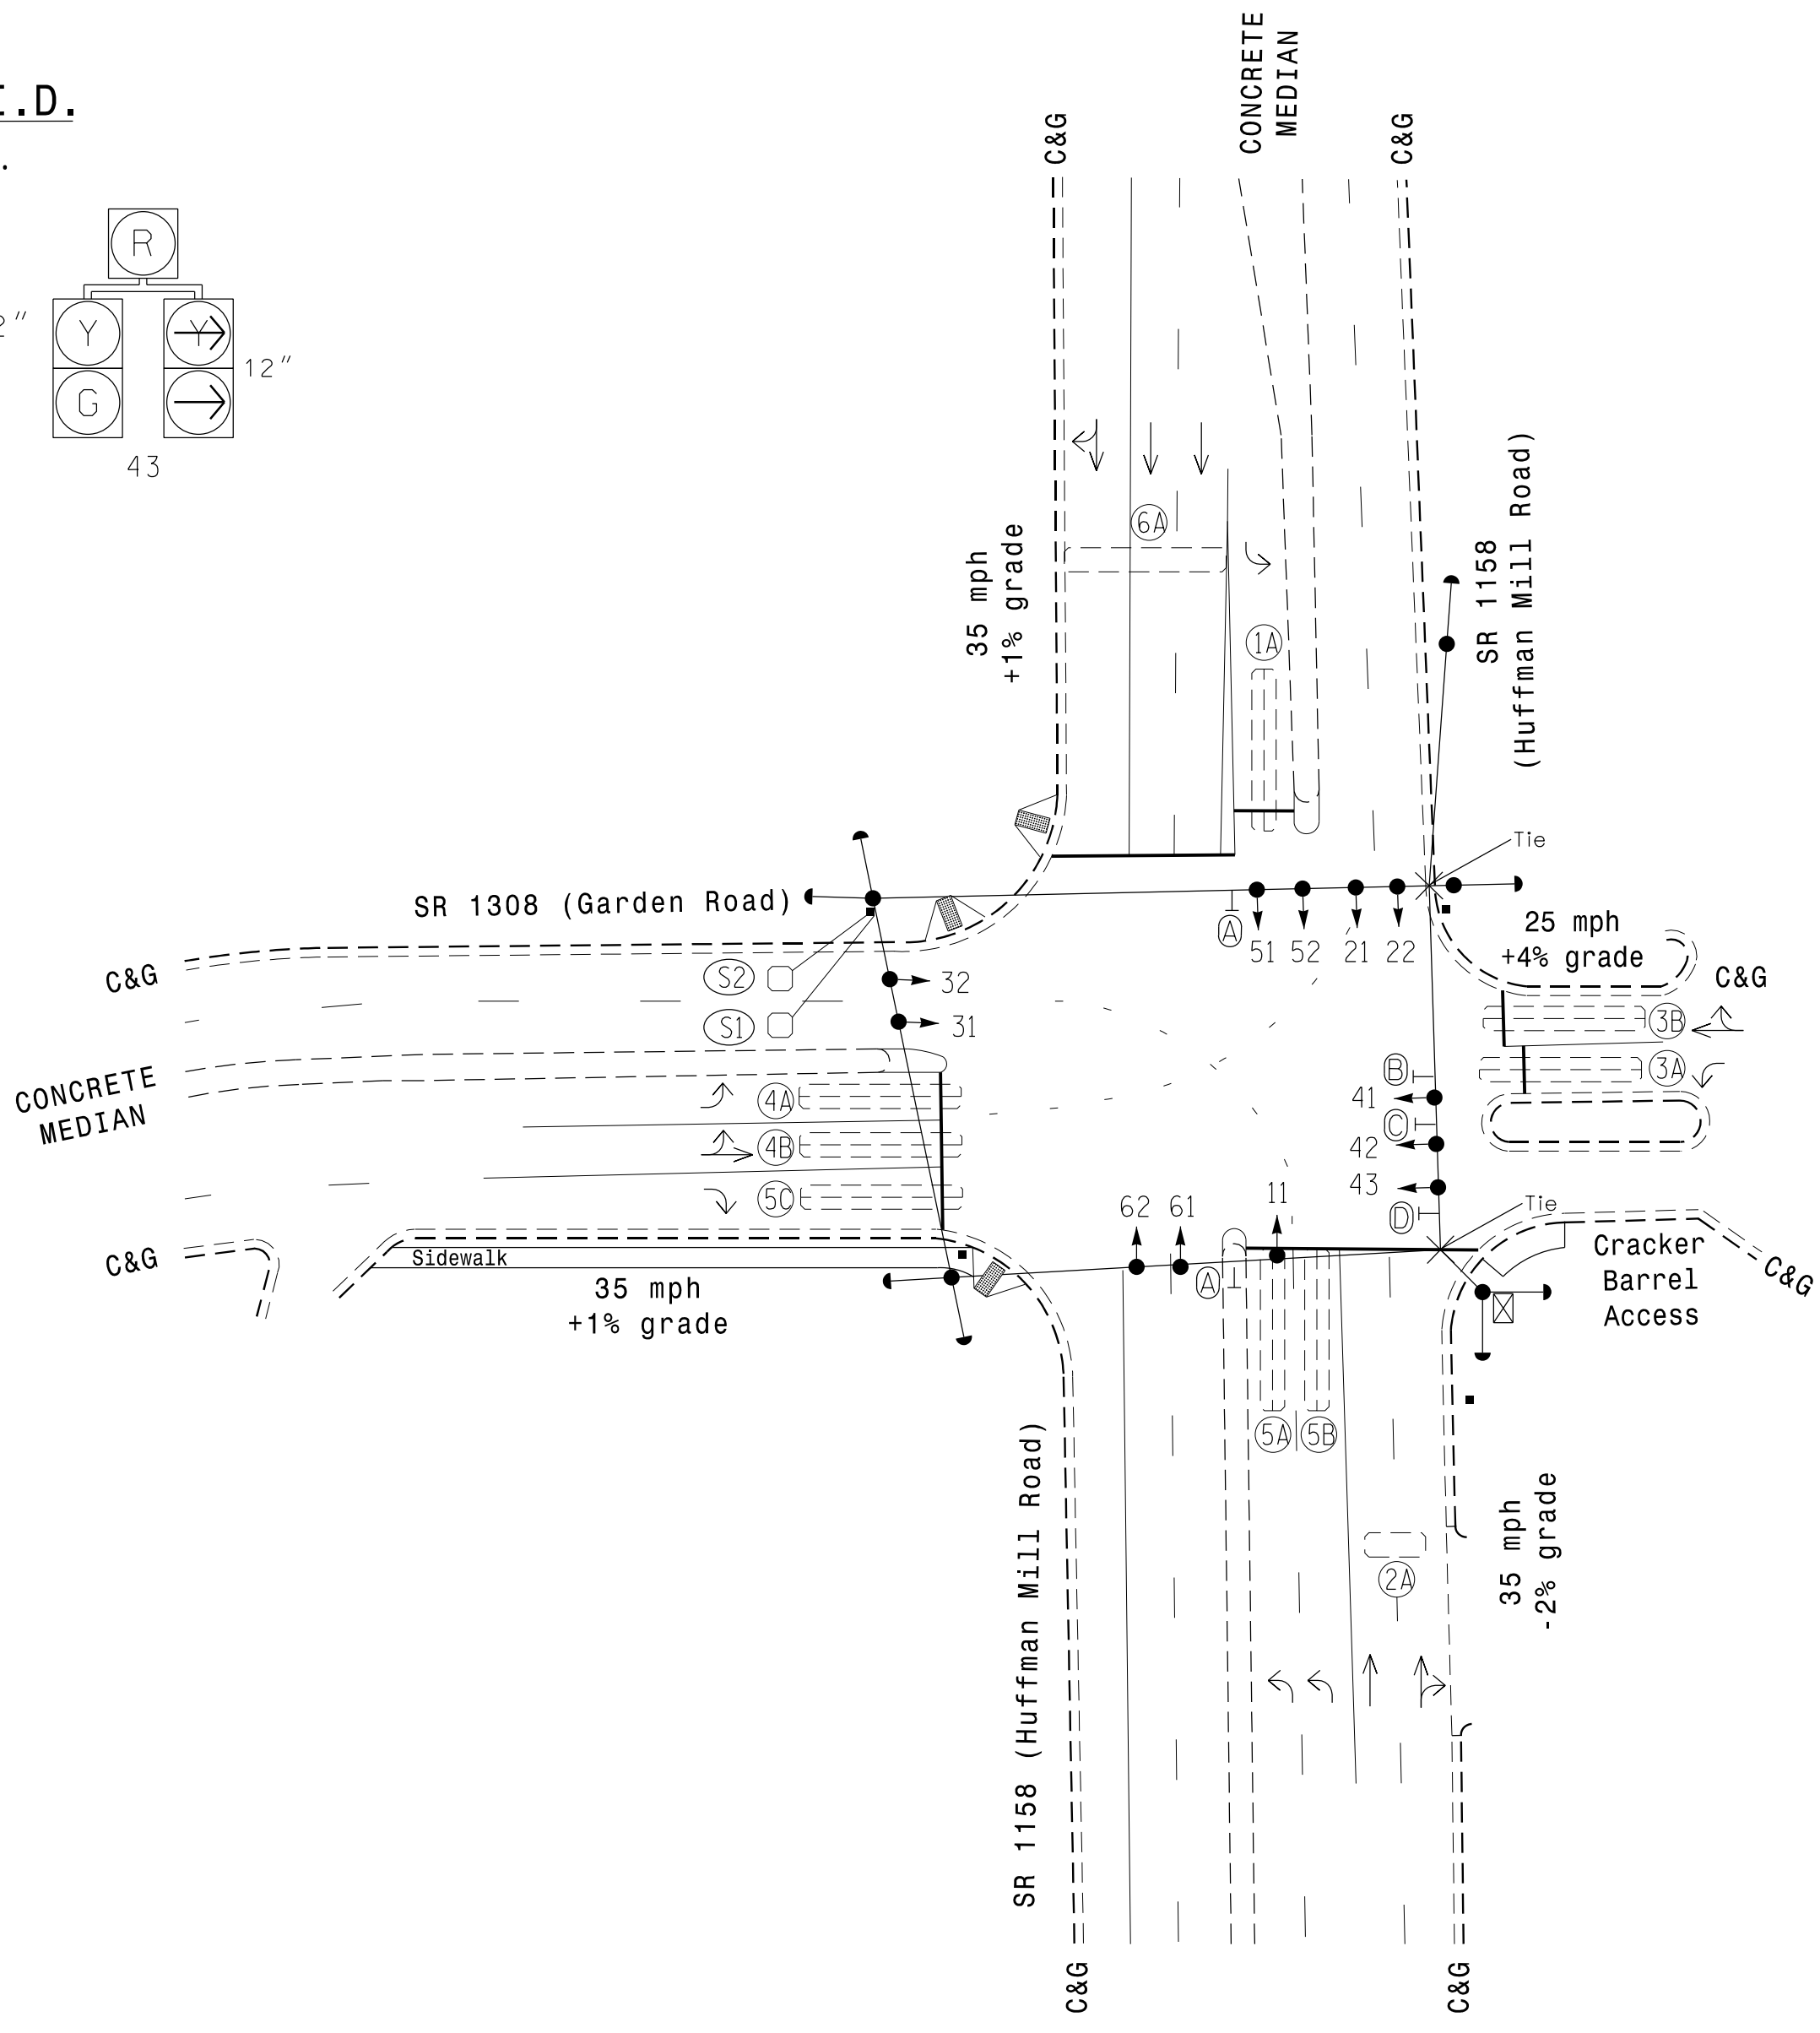 I.D.
R
Y
Y
G
2"
12"
43
CONCRETE
MEDIAN
C&G
C&G
6A
35 mph
+1% grade
1A
SR 1158
(Huffman Mill Road)
Tie
SR 1308 (Garden Road)
A
51
52
21
22
25 mph
+4% grade
C&G
C&G
S2
32
S1
31
3B
3A
CONCRETE
MEDIAN
4A
4B
5C
B
41
C
42
43
D
Tie
62
61
11
A
C&G
Sidewalk
35 mph
+1% grade
Cracker
Barrel
Access
C&G
5A
5B
SR 1158 (Huffman Mill Road)
35 mph
-2% grade
2A
C&G
C&G